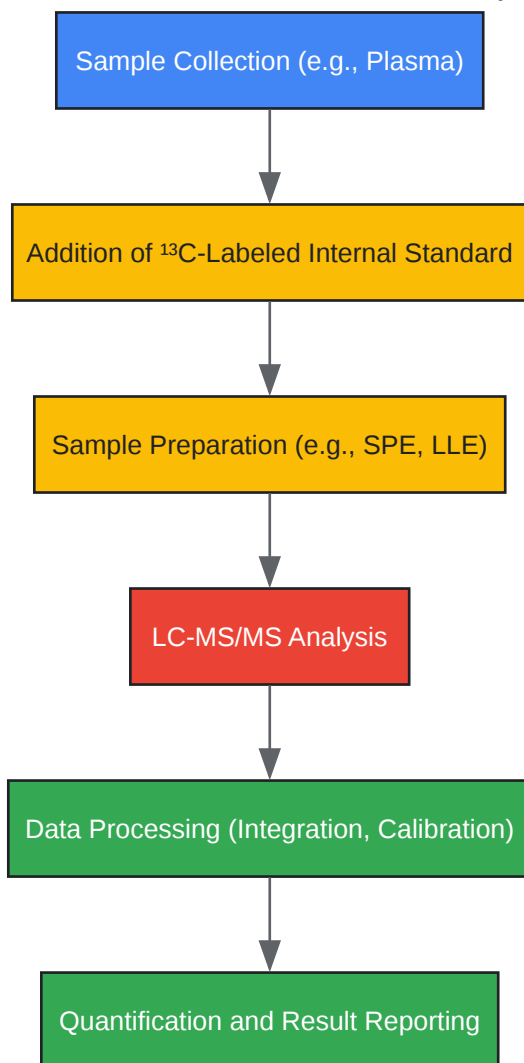 Sample Collection (e.g., Plasma)
Addition of ¹³C-Labeled Internal Standard
Sample Preparation (e.g., SPE, LLE)
LC-MS/MS Analysis
Data Processing (Integration, Calibration)
Quantification and Result Reporting